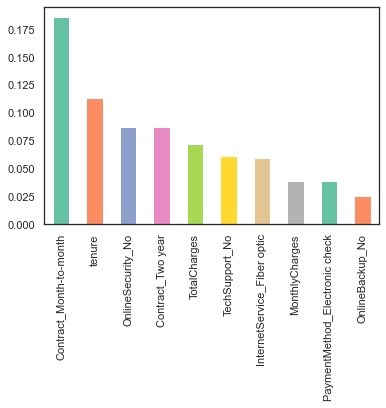 0.175
0.150
0.125
0.100
0.075
0.050
0.025
0.000
Contract_Month-to-month
tenure
OnlineSecurity_No
Contract_Two year
TotalCharges
TechSupport_No
InternetService_Fiber optic
MonthlyCharges
PaymentMethod_Electronic check
OnlineBackup_No